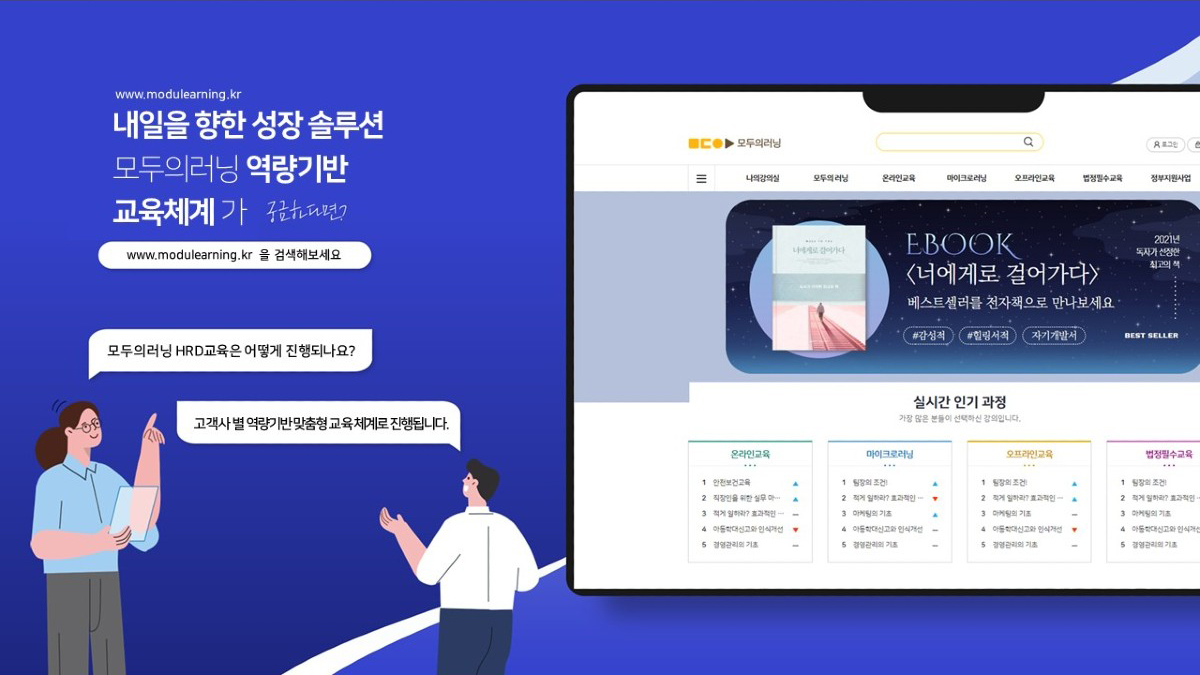 www.modulearning.kr
내일을 향한 성장 솔루션
모두의러닝 역량기반
교육체계 가 궁금하다면?
www.modulearning.kr 을 검색해보세요
모두의러닝 HRD교육은 어떻게 진행되나요?
고객사 별 역량기반 맞춤형 교육 체계로 진행됩니다.
모두의러닝
로그인
나의강의실 모두의 러닝 온라인교육 마이크로러닝 오프라인교육 법정필수교육 정부지원사업
너에게로 걸어가다
EBOOK
<너에게로 걸어가다>
베스트셀러를 전자책으로 만나보세요
#감성적 #힐링서적 자기개발서
2021년
독자가 선정한
최고의 책
BEST SELLER
실시간 인기 과정
가장 많은 분들이 선택하신 강의입니다.
온라인교육
1 안전보건교육
2 직장인을 위한 실무 마···
3 적게 일하라? 효과적인 ···
4 아동학대신고와 인식개선
5 경영관리의 기초
마이크로러닝
1 팀장의 조건!
2 적게 일하라? 효과적인 ···
3 마케팅의 기초
4 아동학대신고와 인식개선
5 경영관리의 기초
오프라인교육
1 팀장의 조건!
2 적게 일하라? 효과적인 ···
3 마케팅의 기초
4 아동학대신고와 인식개선
5 경영관리의 기초
법정필수교육
1 팀장의 조건!
2 적게 일하라? 효과적인
3 마케팅의 기초
4 아동학대신고와 인식개선
5 경영관리의 기초